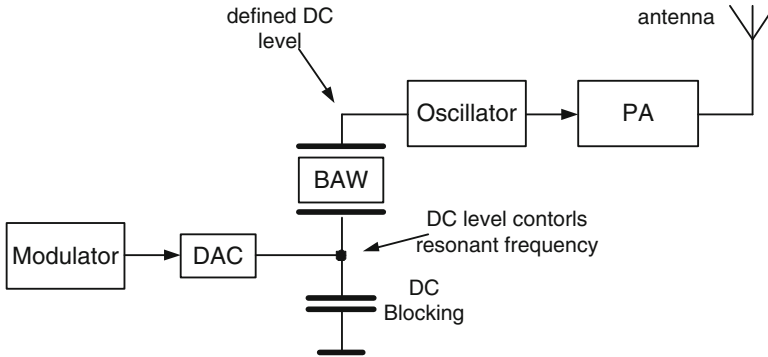 defined DC
level
antenna
Oscillator
PA
BAW
DC level contorls
resonant frequency
Modulator
DAC
DC
Blocking